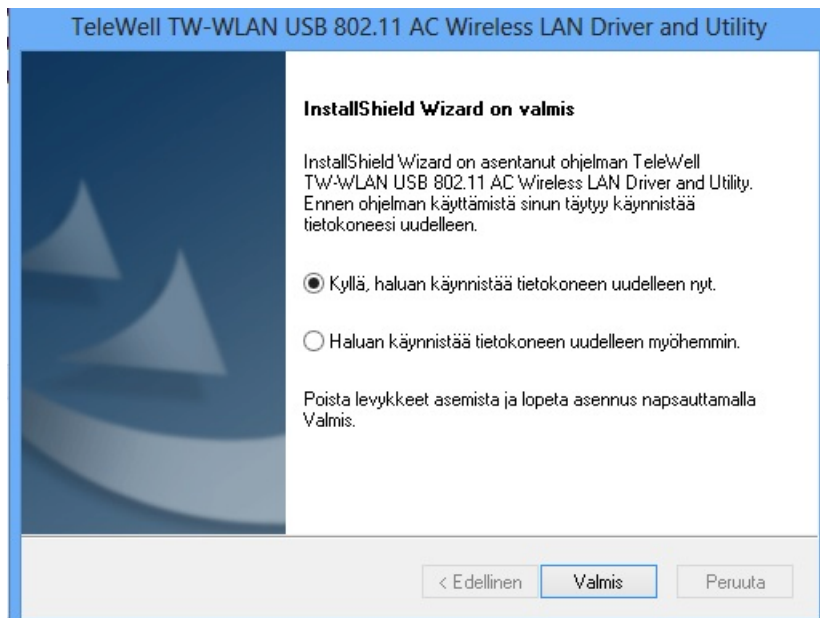 TeleWell TW-WLAN USB 802.11 AC Wireless LAN Driver and Utility
InstallShield Wizard on valmis
InstallShield Wizard on asentanut ohjelman TeleWell
TW-WLAN USB 802.11 AC Wireless LAN Driver and Utility.
Ennen ohjelman käyttämistä sinun täytyy käynnistää
tietokoneesi uudelleen.
Kyllä, haluan käynnistää tietokoneen uudelleen nyt.
Haluan käynnistää tietokoneen uudelleen myöhemmin.
Poista levykkeet asemista ja lopeta asennus napsauttamalla
Valmis.
< Edellinen Valmis Peruuta